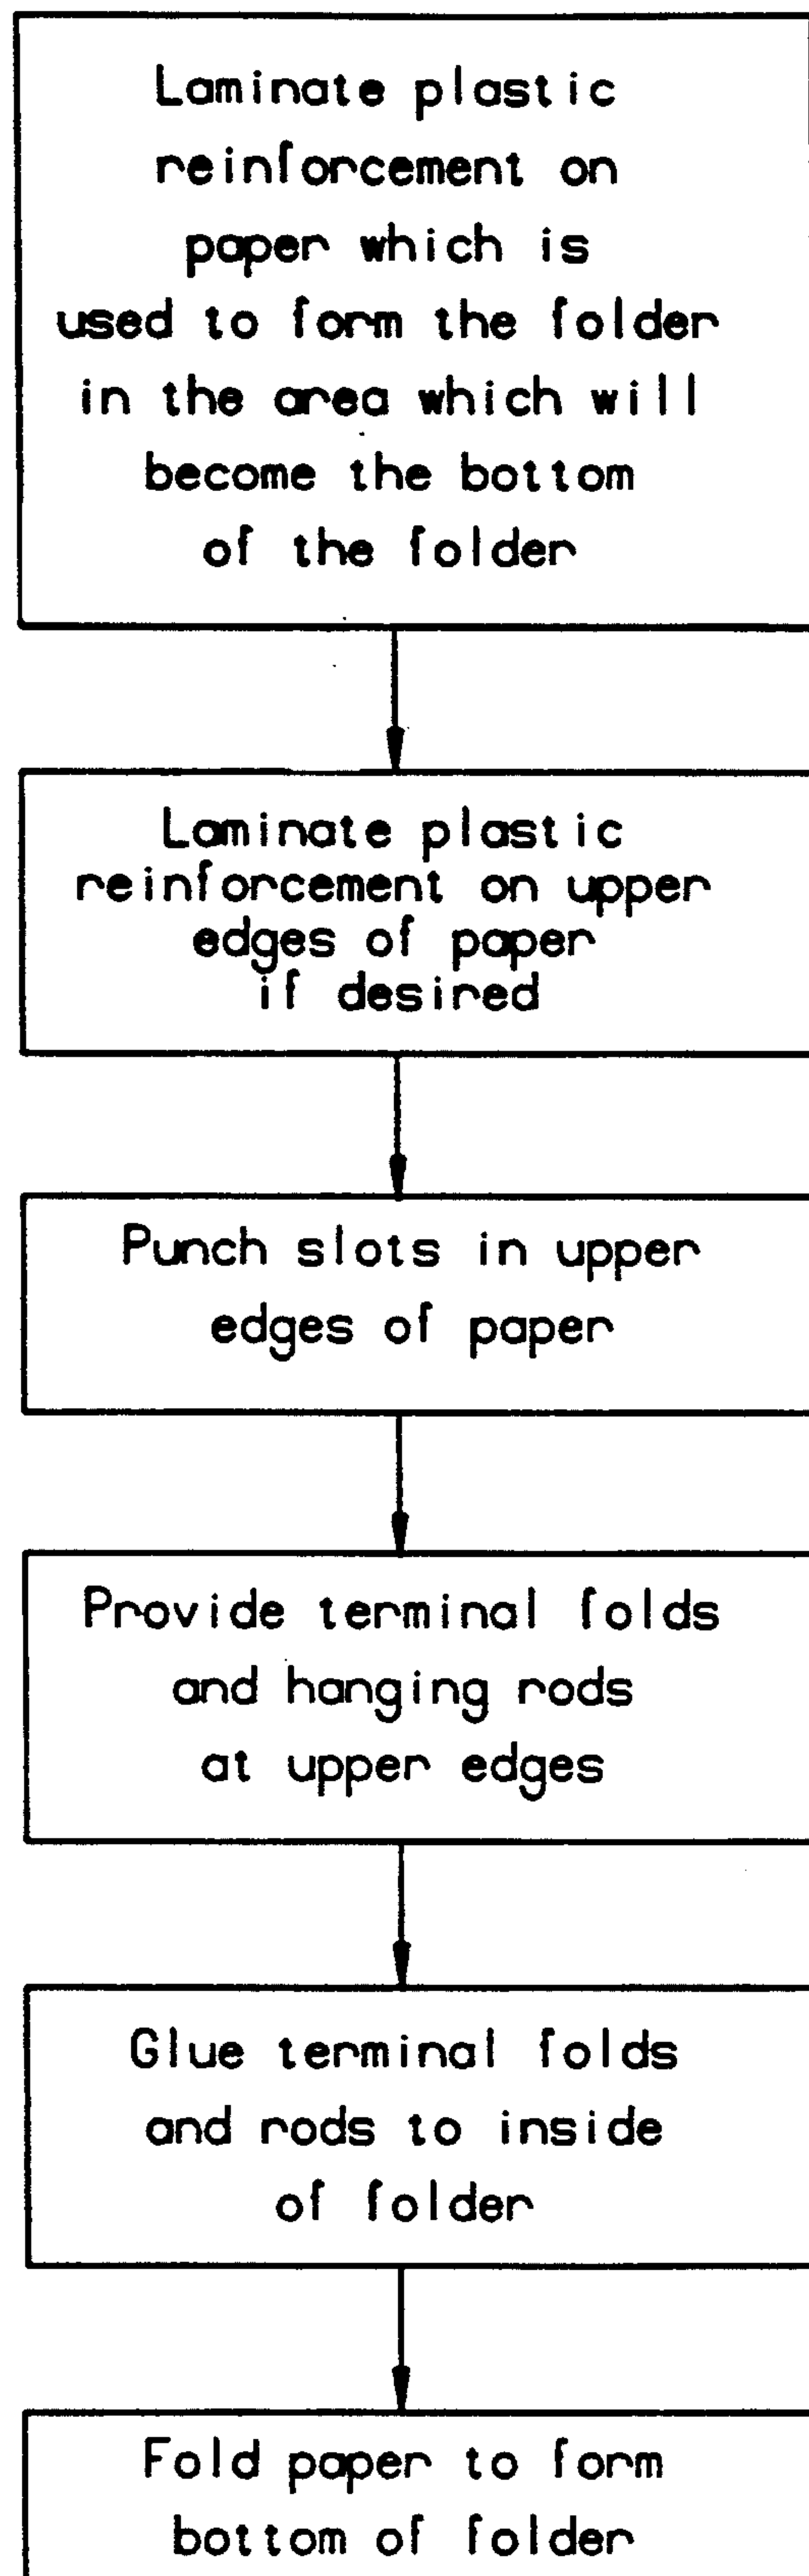 Laminate plastic
reinforcement on
paper which is
used to form the folder
in the area which will
become the bottom
of the folder
Laminate plastic
reinforcement on upper
edges of paper
if desired
Punch slots in upper
edges of paper
Provide terminal folds
and hanging rods
at upper edges
Glue terminal folds
and rods to inside
of folder
Fold paper to form
bottom of folder